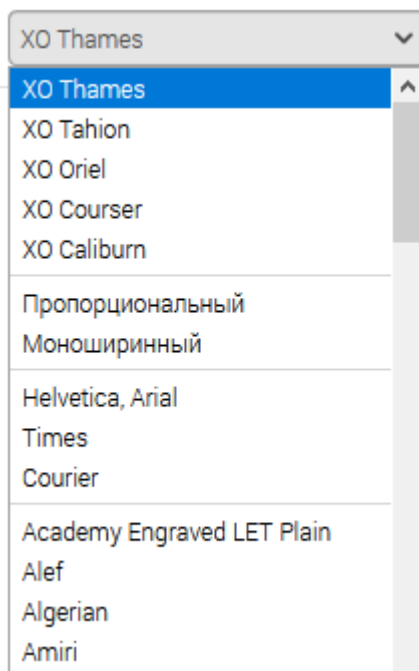 XO Thames
XO Thames
XO Tahion
XO Oriel
XO Courser
XO Caliburn
Пропорциональный
Моноширинный
Helvetica, Arial
Times
Courier
Academy Engraved LET Plain
Alef
Algerian
Amiri